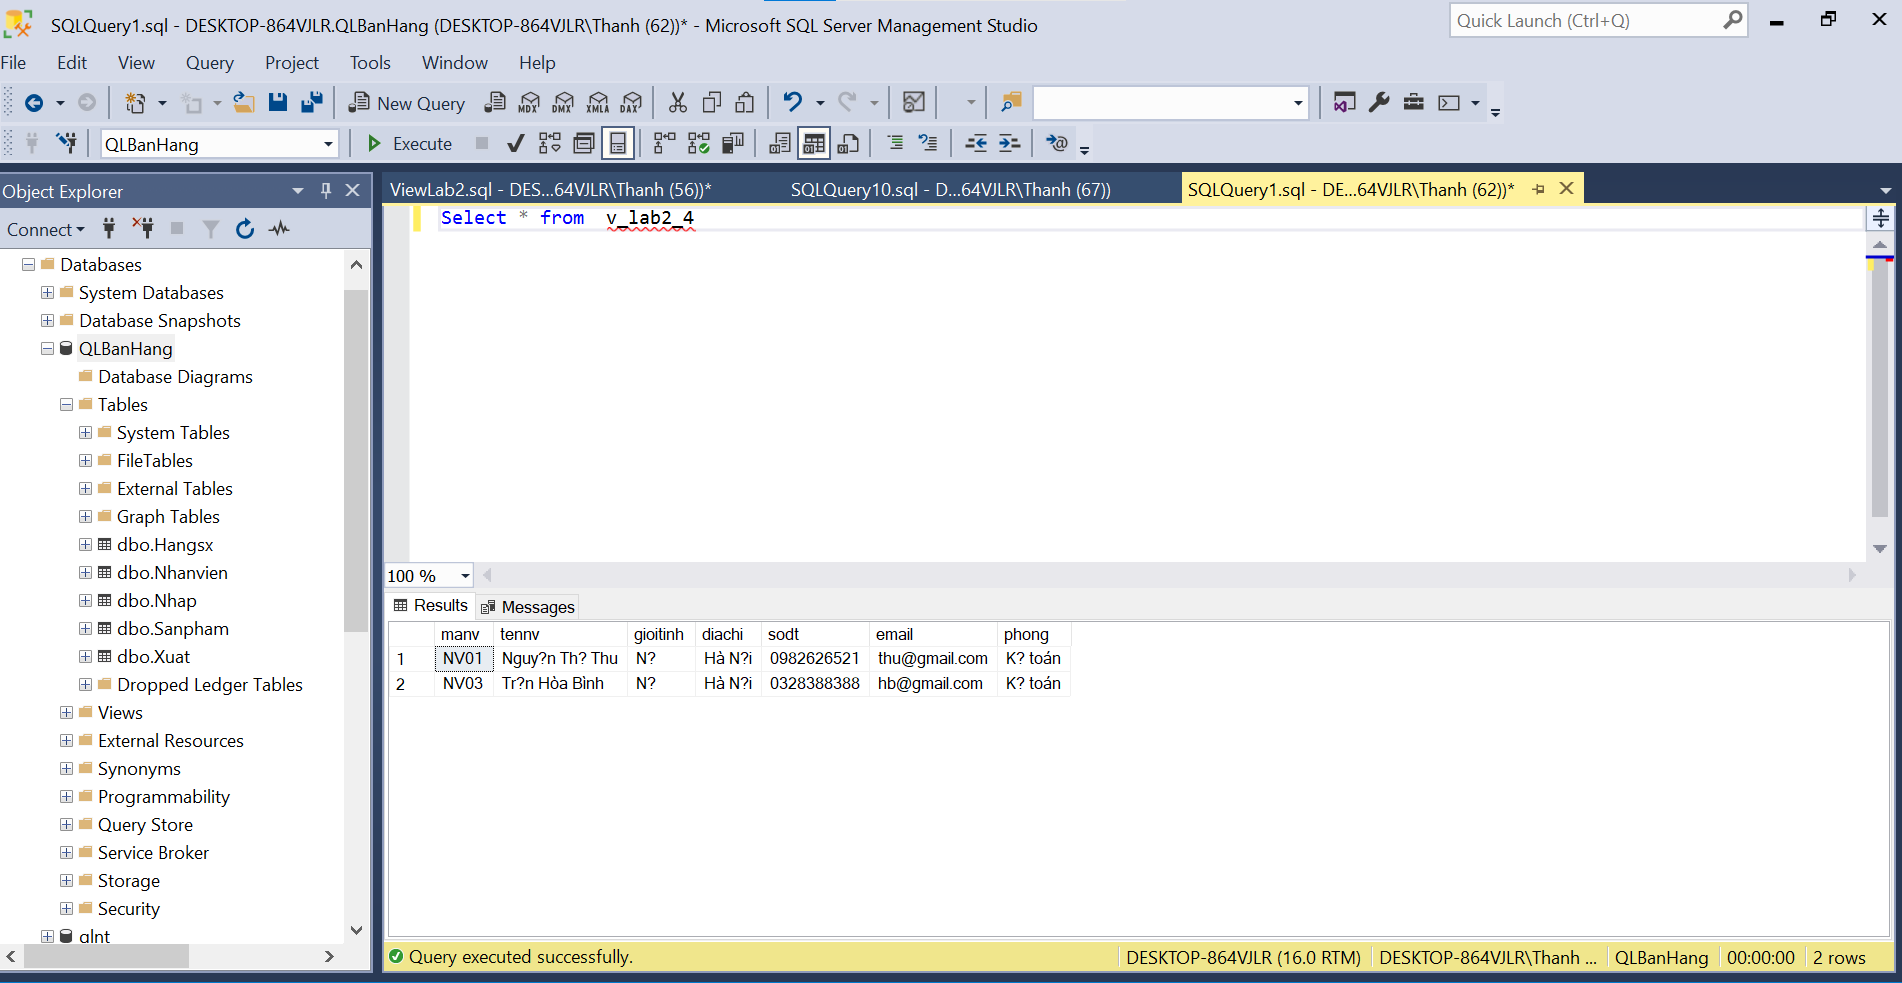 SQLQuery1.sql - DESKTOP-864VJLR.QLBanHang (DESKTOP-864VJLR\Thanh (62))* - Microsoft SQL Server Management Studio
Quick Launch (Ctrl+Q)
File Edit View Query Project Tools Window Help
New Query MDX DMX XMLA DAX
QLBanHang Execute
Object Explorer
Connect
Databases
System Databases
Database Snapshots
QLBanHang
Database Diagrams
Tables
System Tables
FileTables
External Tables
Graph Tables
dbo.Hangsx
dbo.Nhanvien
dbo.Nhap
dbo.Sanpham
dbo.Xuat
Dropped Ledger Tables
Views
External Resources
Synonyms
Programmability
Query Store
Service Broker
Storage
Security
qlnt
ViewLab2.sql - DES...64VJLR\Thanh (56))* SQLQuery10.sql - D...64VJLR\Thanh (67)) SQLQuery1.sql - DE...64VJLR\Thanh (62))*
Select * from v_lab2_4
100 %
Results Messages
manv tennv gioitinh diachi sodt email phong
1 NV01 Nguy?n Th? Thu N? Hà N?i 0982626521 thu@gmail.com K? toán
2 NV03 Tr?n Hòa Bình N? Hà N?i 0328388388 hb@gmail.com K? toán
Query executed successfully. DESKTOP-864VJLR (16.0 RTM) DESKTOP-864VJLR\Thanh ... QLBanHang 00:00:00 2 rows